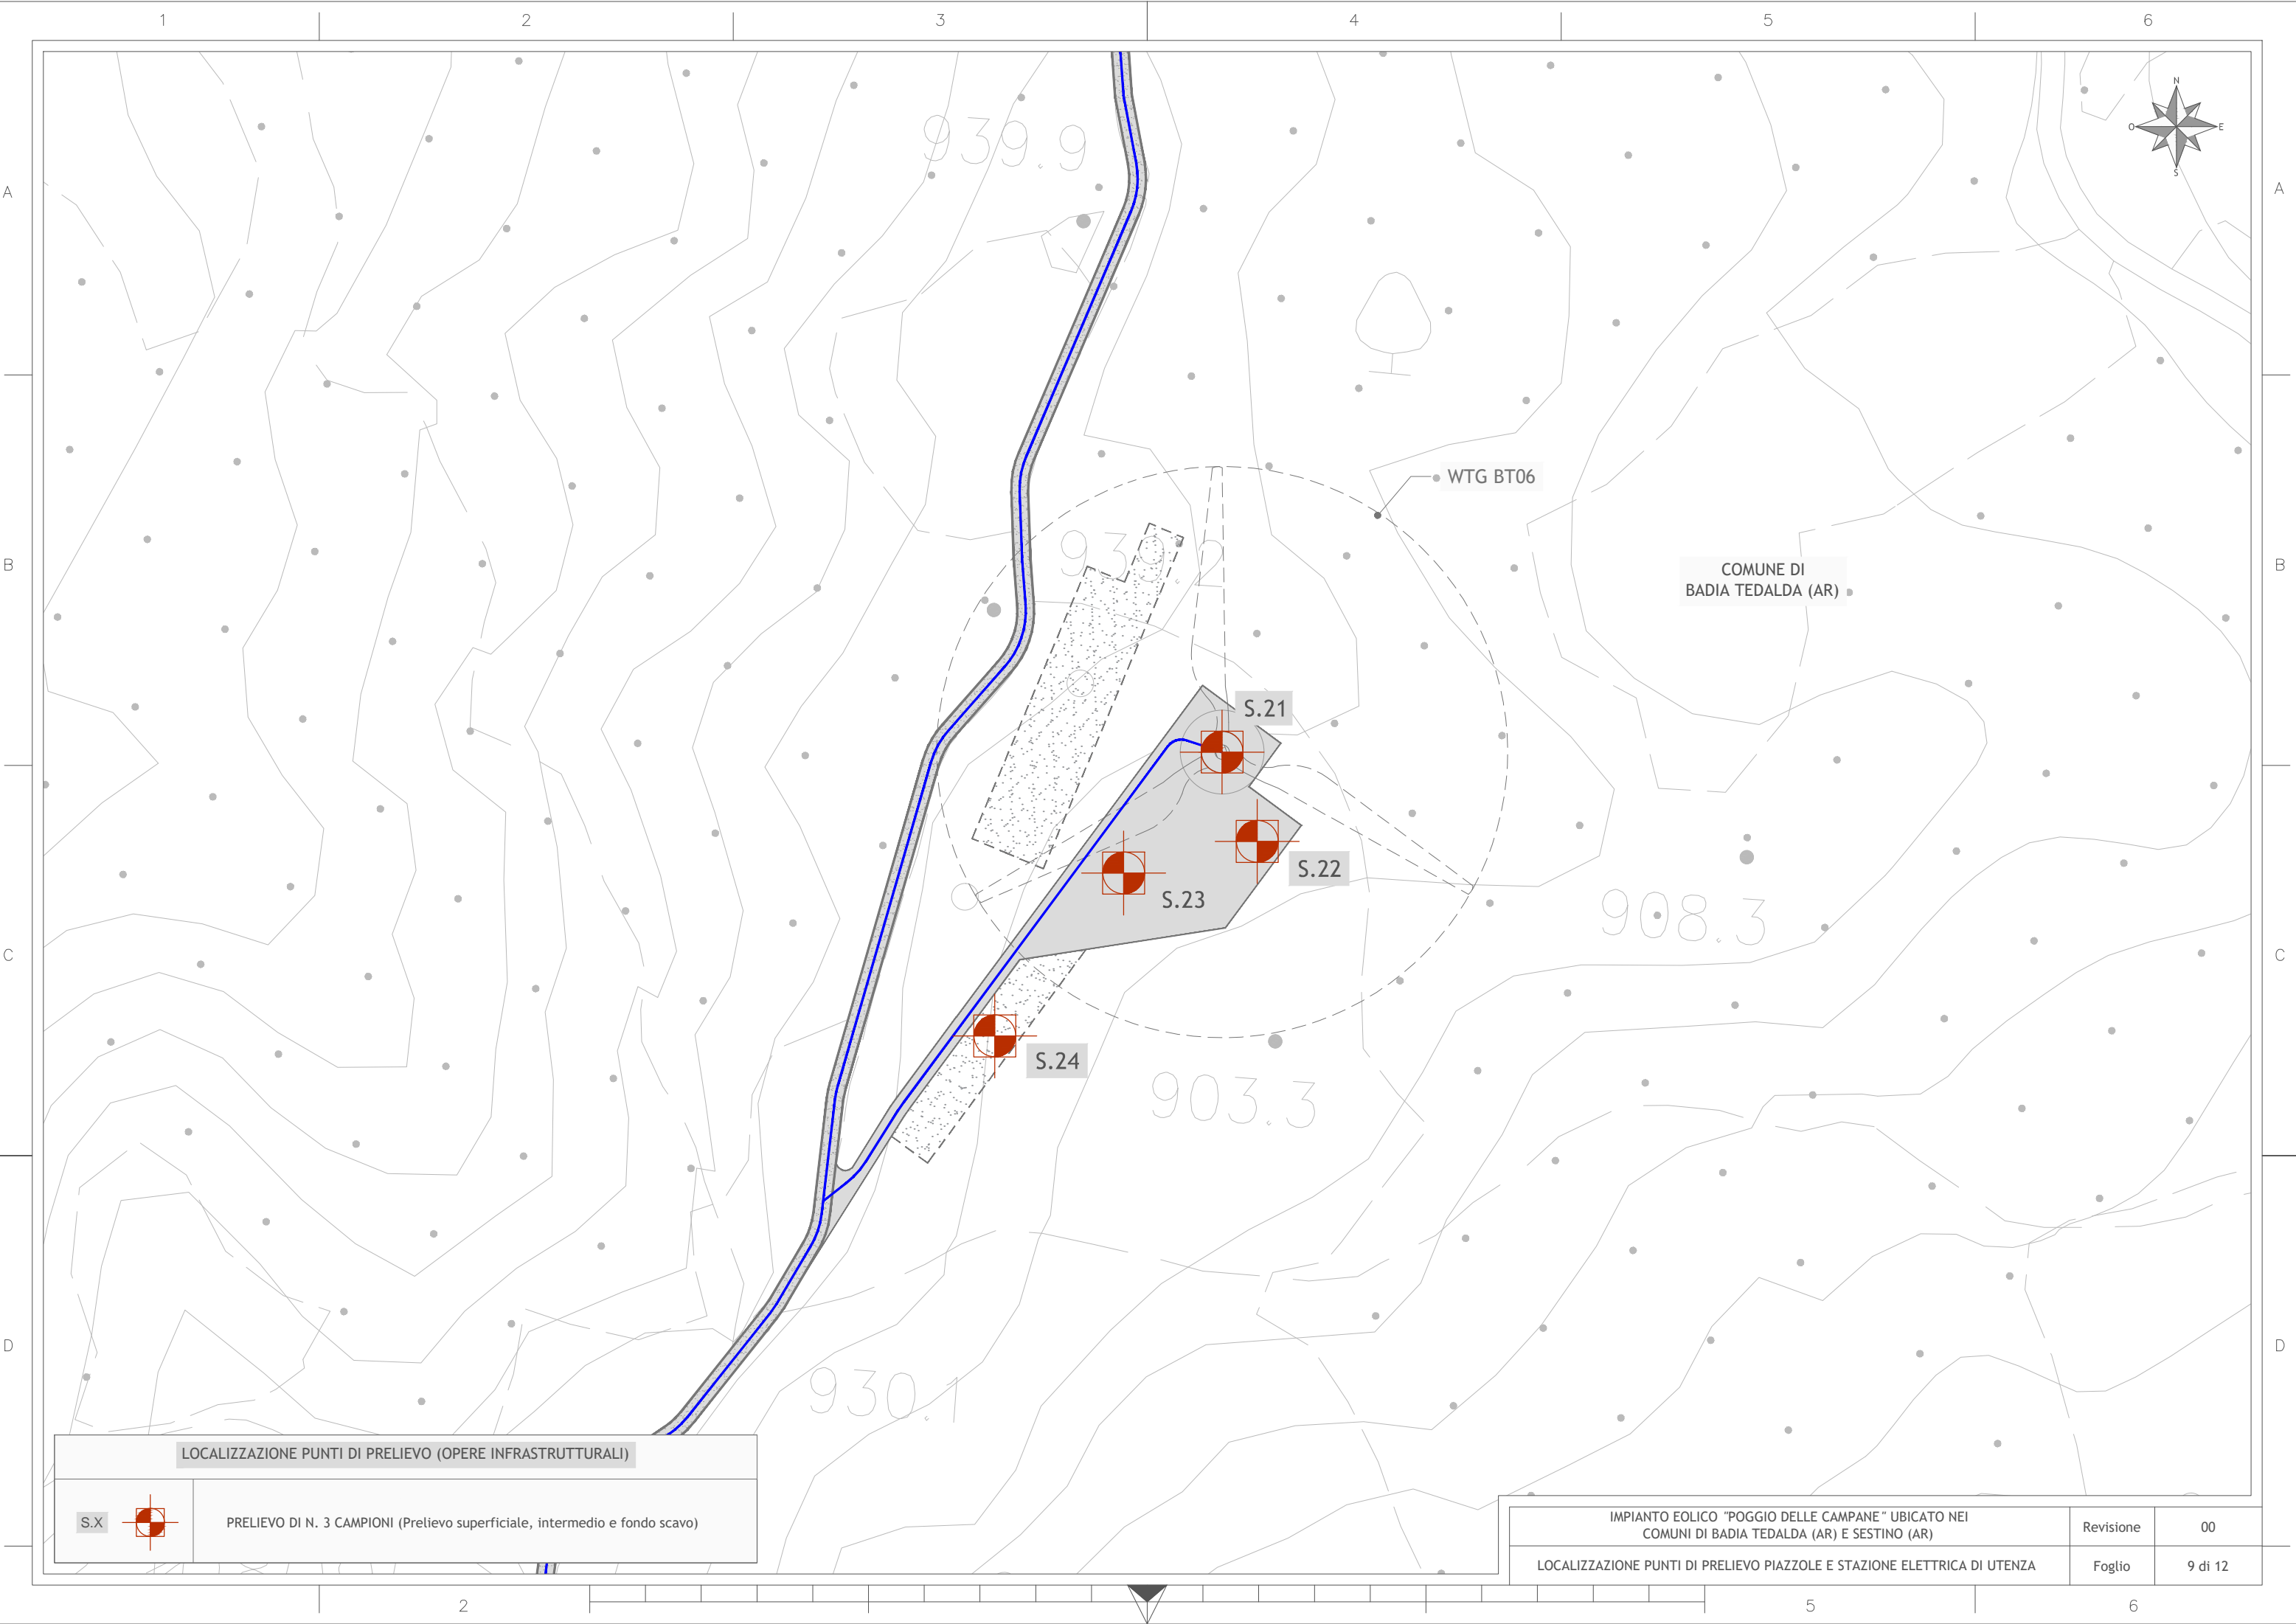 1 2 3 4 5 6
N
O E
S
939.9
A A
WTG BT06
939.2
B B
COMUNE DI
BADIA TEDALDA (AR)
S.21
S.22
S.23
908.3
C C
S.24
903.3
D D
930.1
LOCALIZZAZIONE PUNTI DI PRELIEVO (OPERE INFRASTRUTTURALI)
S.X PRELIEVO DI N. 3 CAMPIONI (Prelievo superficiale, intermedio e fondo scavo)
IMPIANTO EOLICO "POGGIO DELLE CAMPANE" UBICATO NEI
COMUNI DI BADIA TEDALDA (AR) E SESTINO (AR)
Revisione 00
LOCALIZZAZIONE PUNTI DI PRELIEVO PIAZZOLE E STAZIONE ELETTRICA DI UTENZA
Foglio 9 di 12
2 5 6